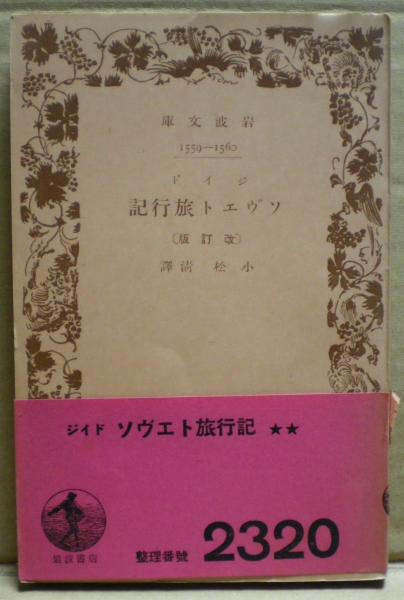 庫文波岩
1559—1560
ドイジ
記行旅トエヴソ
〔版訂改〕
譯清松小
ジイド ソヴエト旅行記 ★★
岩波書店
整理番號 2320